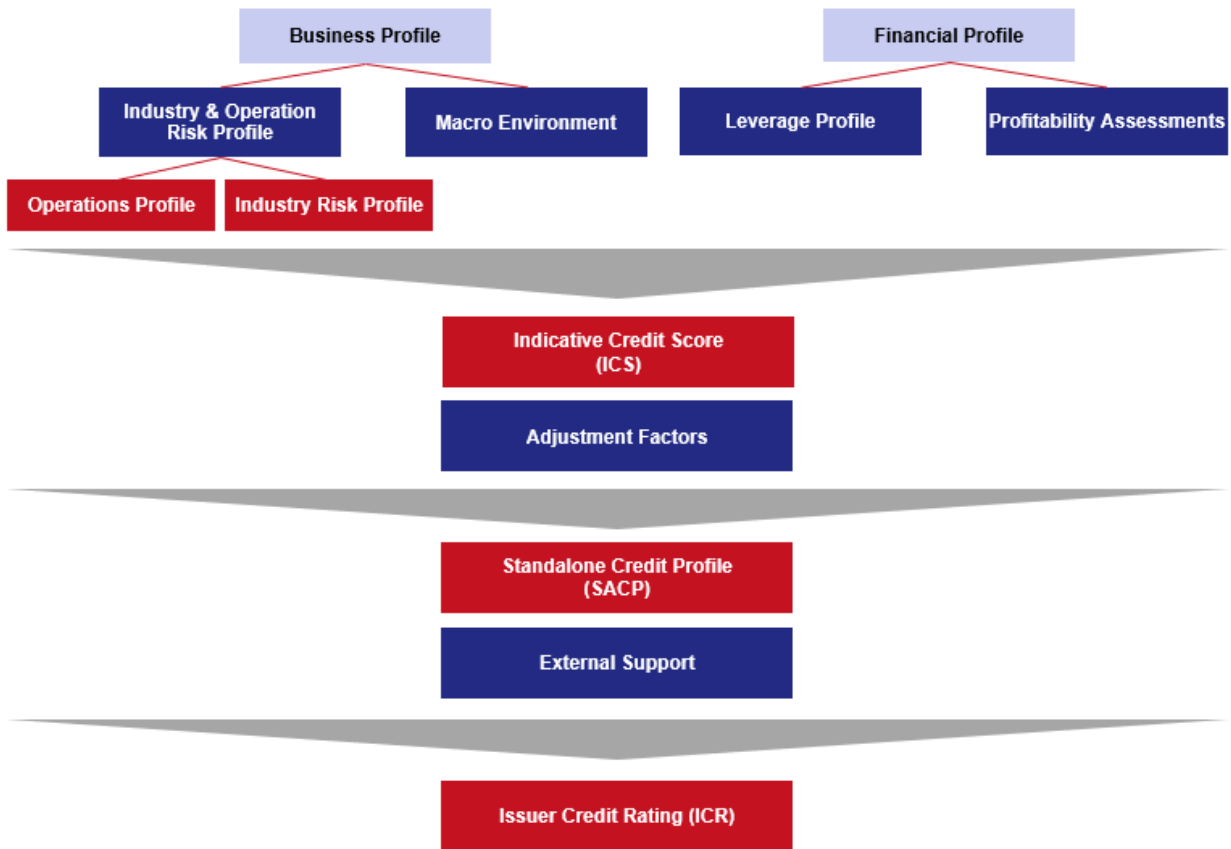 Business Profile
Financial Profile
Industry & Operation
Risk Profile
Macro Environment
Leverage Profile
Profitability Assessments
Operations Profile
Industry Risk Profile
Indicative Credit Score
(ICS)
Adjustment Factors
Standalone Credit Profile
(SACP)
External Support
Issuer Credit Rating (ICR)